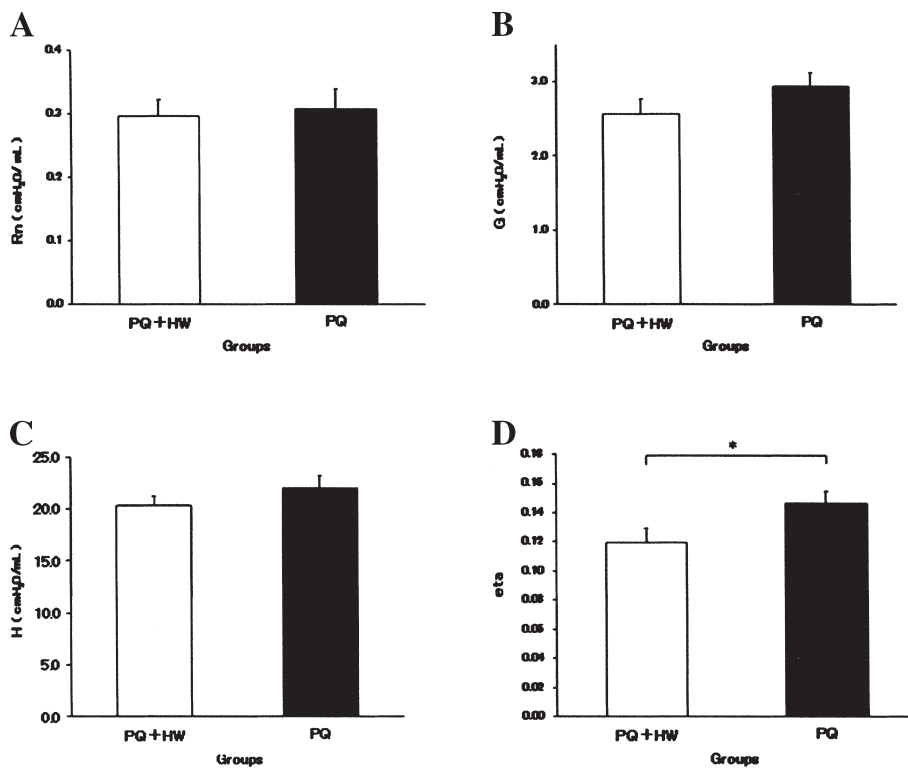 A
0.4
0.3
0.2
0.1
0.0
Rn (cmH₂O/mL)
PQ+HW PQ
Groups
B
3.0
2.0
1.0
0.0
G (cmH₂O/mL)
PQ+HW PQ
Groups
C
25.0
20.0
15.0
10.0
5.0
0.0
H (cmH₂O/mL)
PQ+HW PQ
Groups
D
0.18
0.16
0.14
0.12
0.10
0.08
0.06
0.04
0.02
0.00
eta
*
PQ+HW PQ
Groups